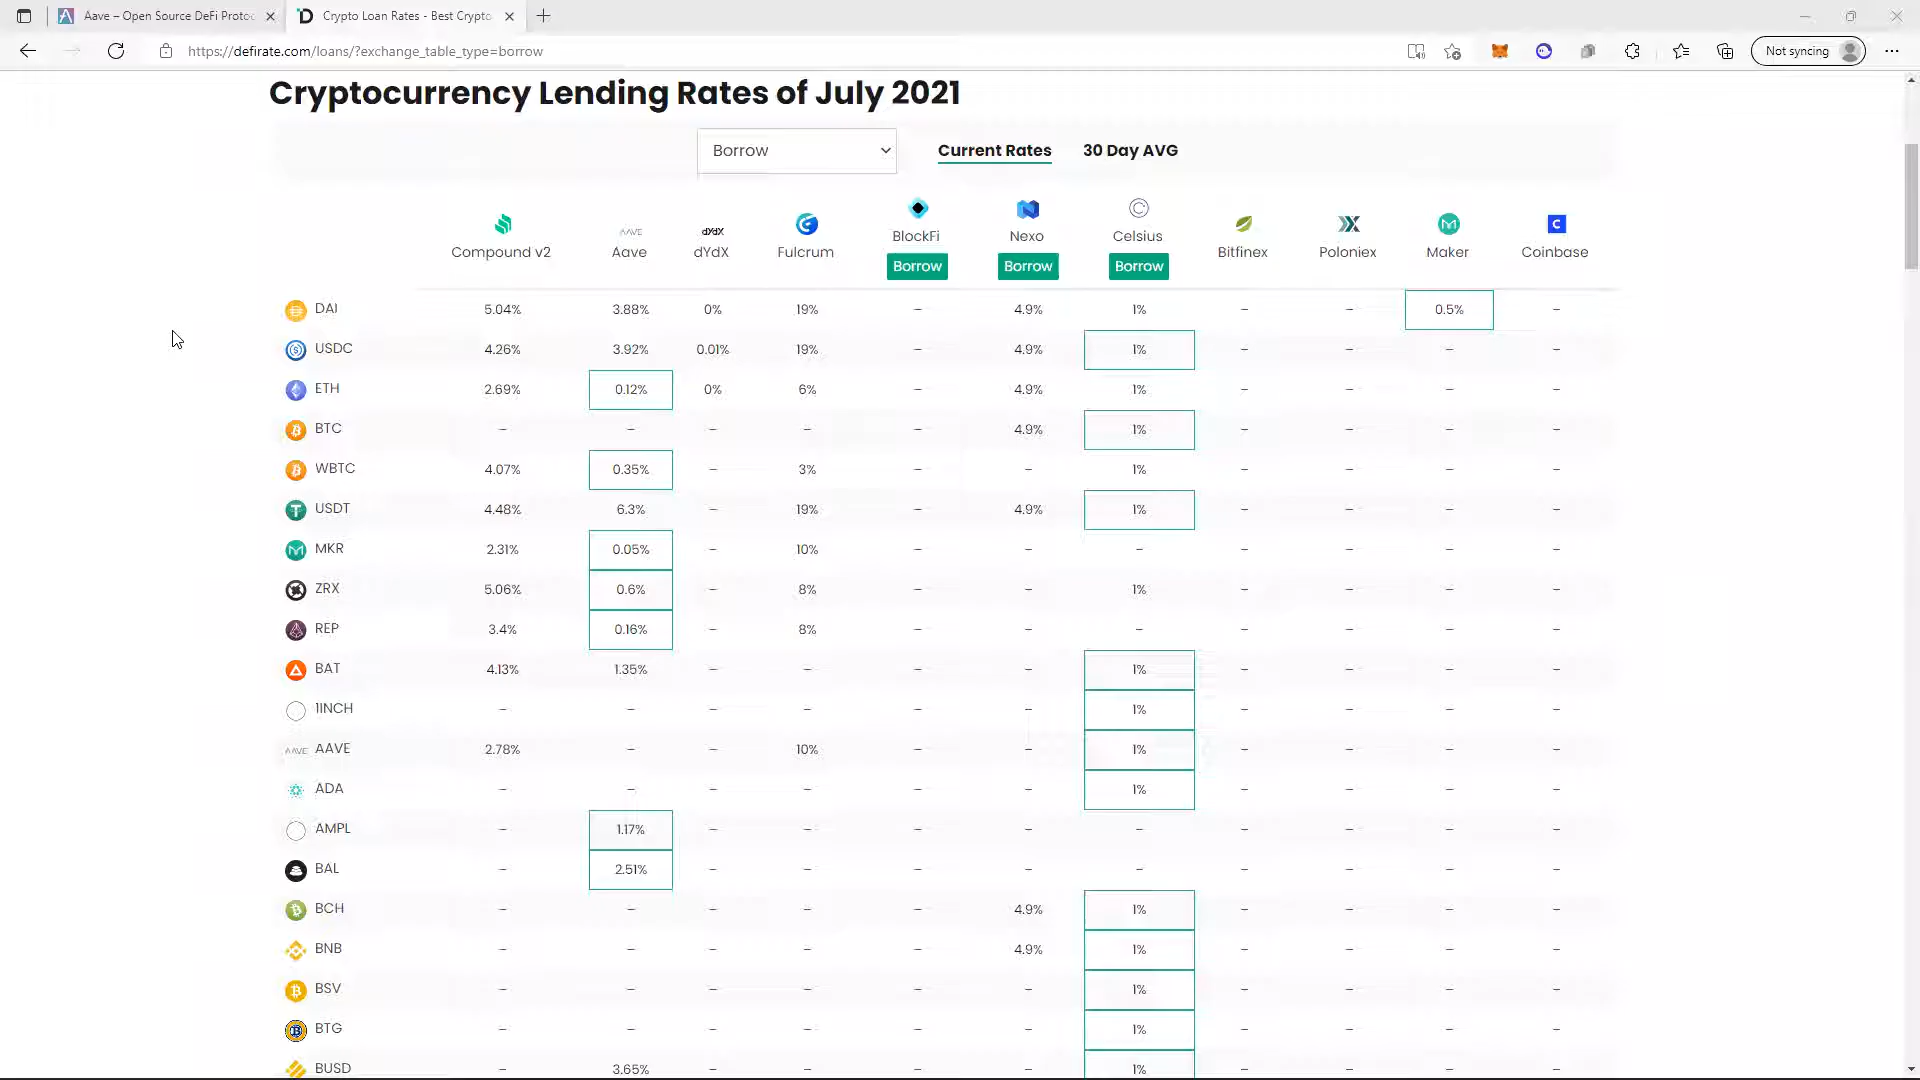 Aave – Open Source DeFi Protoc
Crypto Loan Rates - Best Crypto
https://defirate.com/loans/?exchange_table_type=borrow
Not syncing
Cryptocurrency Lending Rates of July 2021
Borrow Current Rates 30 Day AVG
Compound v2 AAVE Aave dYdX dYdX Fulcrum BlockFi Borrow Nexo Borrow Celsius Borrow Bitfinex Poloniex Maker Coinbase
DAI 5.04% 3.88% 0% 19% – 4.9% 1% – – 0.5% –
USDC 4.26% 3.92% 0.01% 19% – 4.9% 1% – – – –
ETH 2.69% 0.12% 0% 6% – 4.9% 1% – – – –
BTC – – – – – 4.9% 1% – – – –
WBTC 4.07% 0.35% – 3% – – 1% – – – –
USDT 4.48% 6.3% – 19% – 4.9% 1% – – – –
MKR 2.31% 0.05% – 10% – – – – – – –
ZRX 5.06% 0.6% – 8% – – 1% – – – –
REP 3.4% 0.16% – 8% – – – – – – –
BAT 4.13% 1.35% – – – – 1% – – – –
1INCH – – – – – – 1% – – – –
AAVE AAVE 2.78% – – 10% – – 1% – – – –
ADA – – – – – – 1% – – – –
AMPL – 1.17% – – – – – – – – –
BAL – 2.51% – – – – – – – – –
BCH – – – – – 4.9% 1% – – – –
BNB – – – – – 4.9% 1% – – – –
BSV – – – – – – 1% – – – –
BTG – – – – – – 1% – – – –
BUSD – 3.65% – – – – 1% – – – –